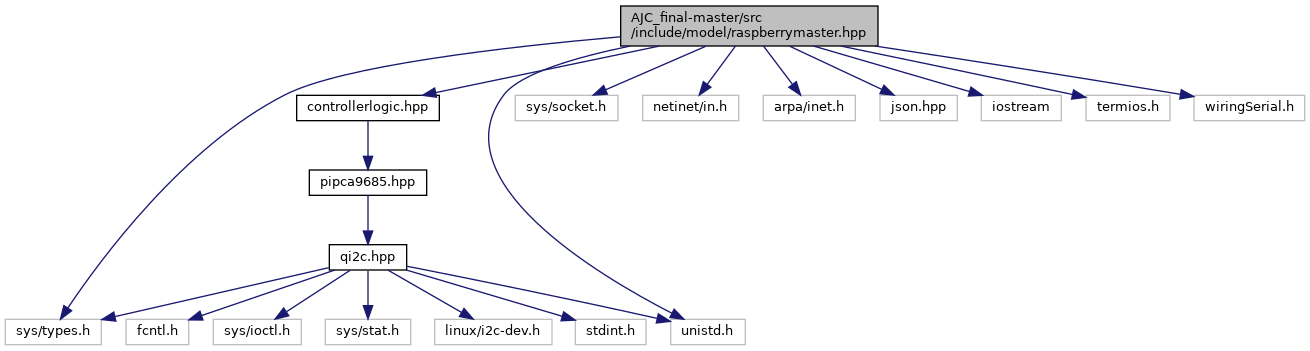 AJC_final-master/src
/include/model/raspberrymaster.hpp
controllerlogic.hpp
sys/socket.h
netinet/in.h
arpa/inet.h
json.hpp
iostream
termios.h
wiringSerial.h
pipca9685.hpp
qi2c.hpp
sys/types.h
fcntl.h
sys/ioctl.h
sys/stat.h
linux/i2c-dev.h
stdint.h
unistd.h